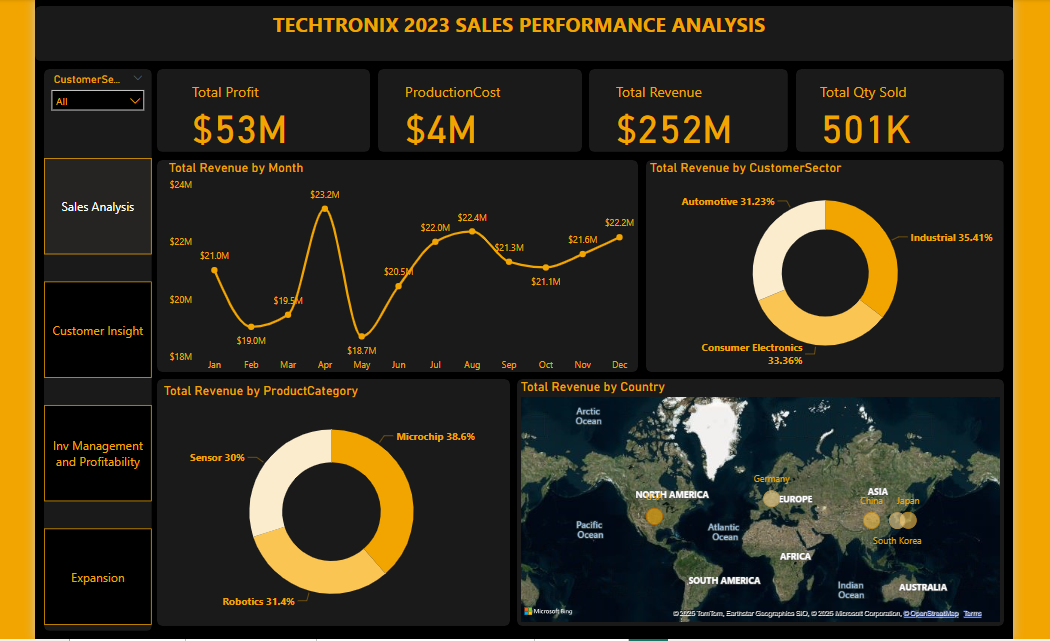 TECHTRONIX 2023 SALES PERFORMANCE ANALYSIS
CustomerSe...
All
Sales Analysis
Customer Insight
Inv Management
and Profitability
Expansion
Total Profit
$53M
ProductionCost
$4M
Total Revenue
$252M
Total Qty Sold
501K
Total Revenue by Month
$24M
$22M
$20M
$18M
$21.0M
$19.0M
$19.5M
$23.2M
$18.7M
$20.5M
$22.0M
$22.4M
$21.3M
$21.1M
$21.6M
$22.2M
Jan Feb Mar Apr May Jun Jul Aug Sep Oct Nov Dec
Total Revenue by CustomerSector
Automotive 31.23%
Industrial 35.41%
Consumer Electronics
33.36%
Total Revenue by ProductCategory
Microchip 38.6%
Sensor 30%
Robotics 31.4%
Total Revenue by Country
Arctic
Ocean
Germany
NORTH AMERICA
EUROPE
ASIA
China
Japan
South Korea
Pacific
Ocean
Atlantic
Ocean
AFRICA
SOUTH AMERICA
Indian
Ocean
AUSTRALIA
Microsoft Bing
© 2025 TomTom, Earthstar Geographics SIO, © 2025 Microsoft Corporation, © OpenStreetMap Terms